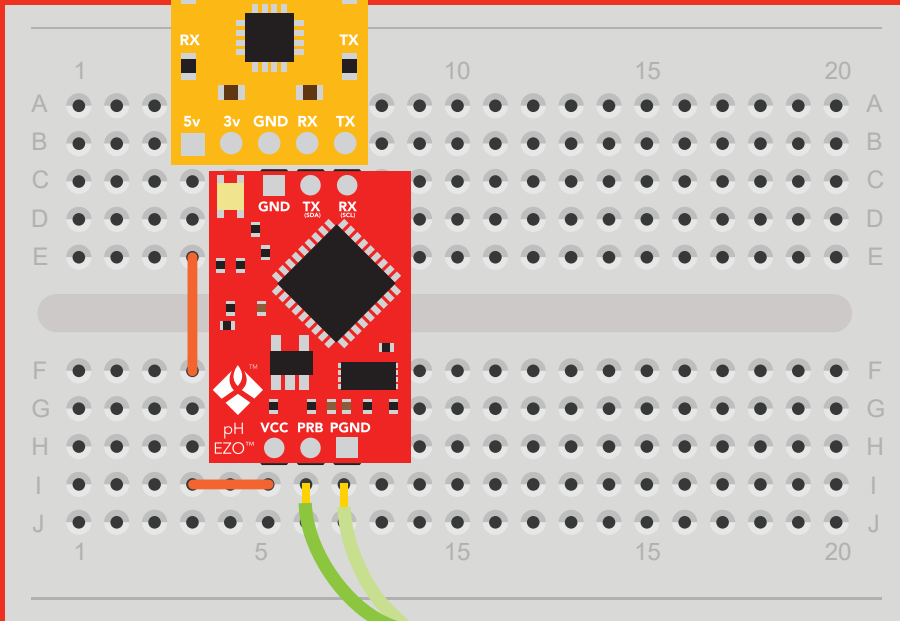 RX TX
1 10 15 20
A A
5v 3v GND RX TX
B B
C C
GND TX RX
(SDA) (SCL)
D D
E E
F F
™
G G
VCC PRB PGND
pH
H H
EZO™
I I
J J
1 5 15 15 20